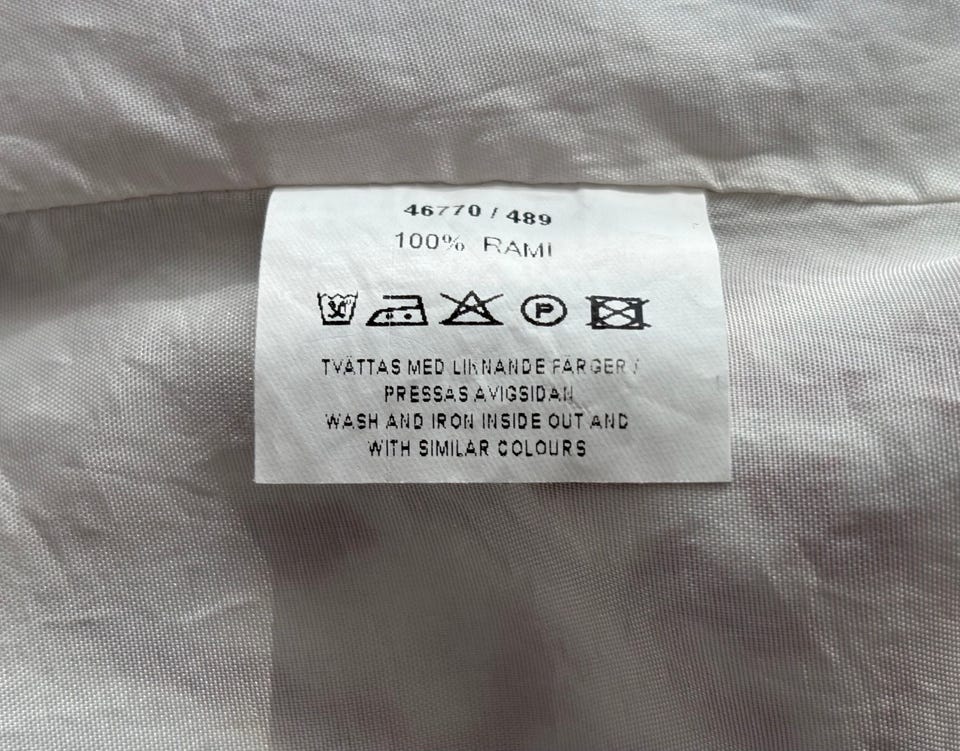 46770 / 489
100% RAMI
P
TVÄTTAS MED LIKNANDE FÄRGER /
PRESSAS AVIGSIDAN
WASH AND IRON INSIDE OUT AND
WITH SIMILAR COLOURS